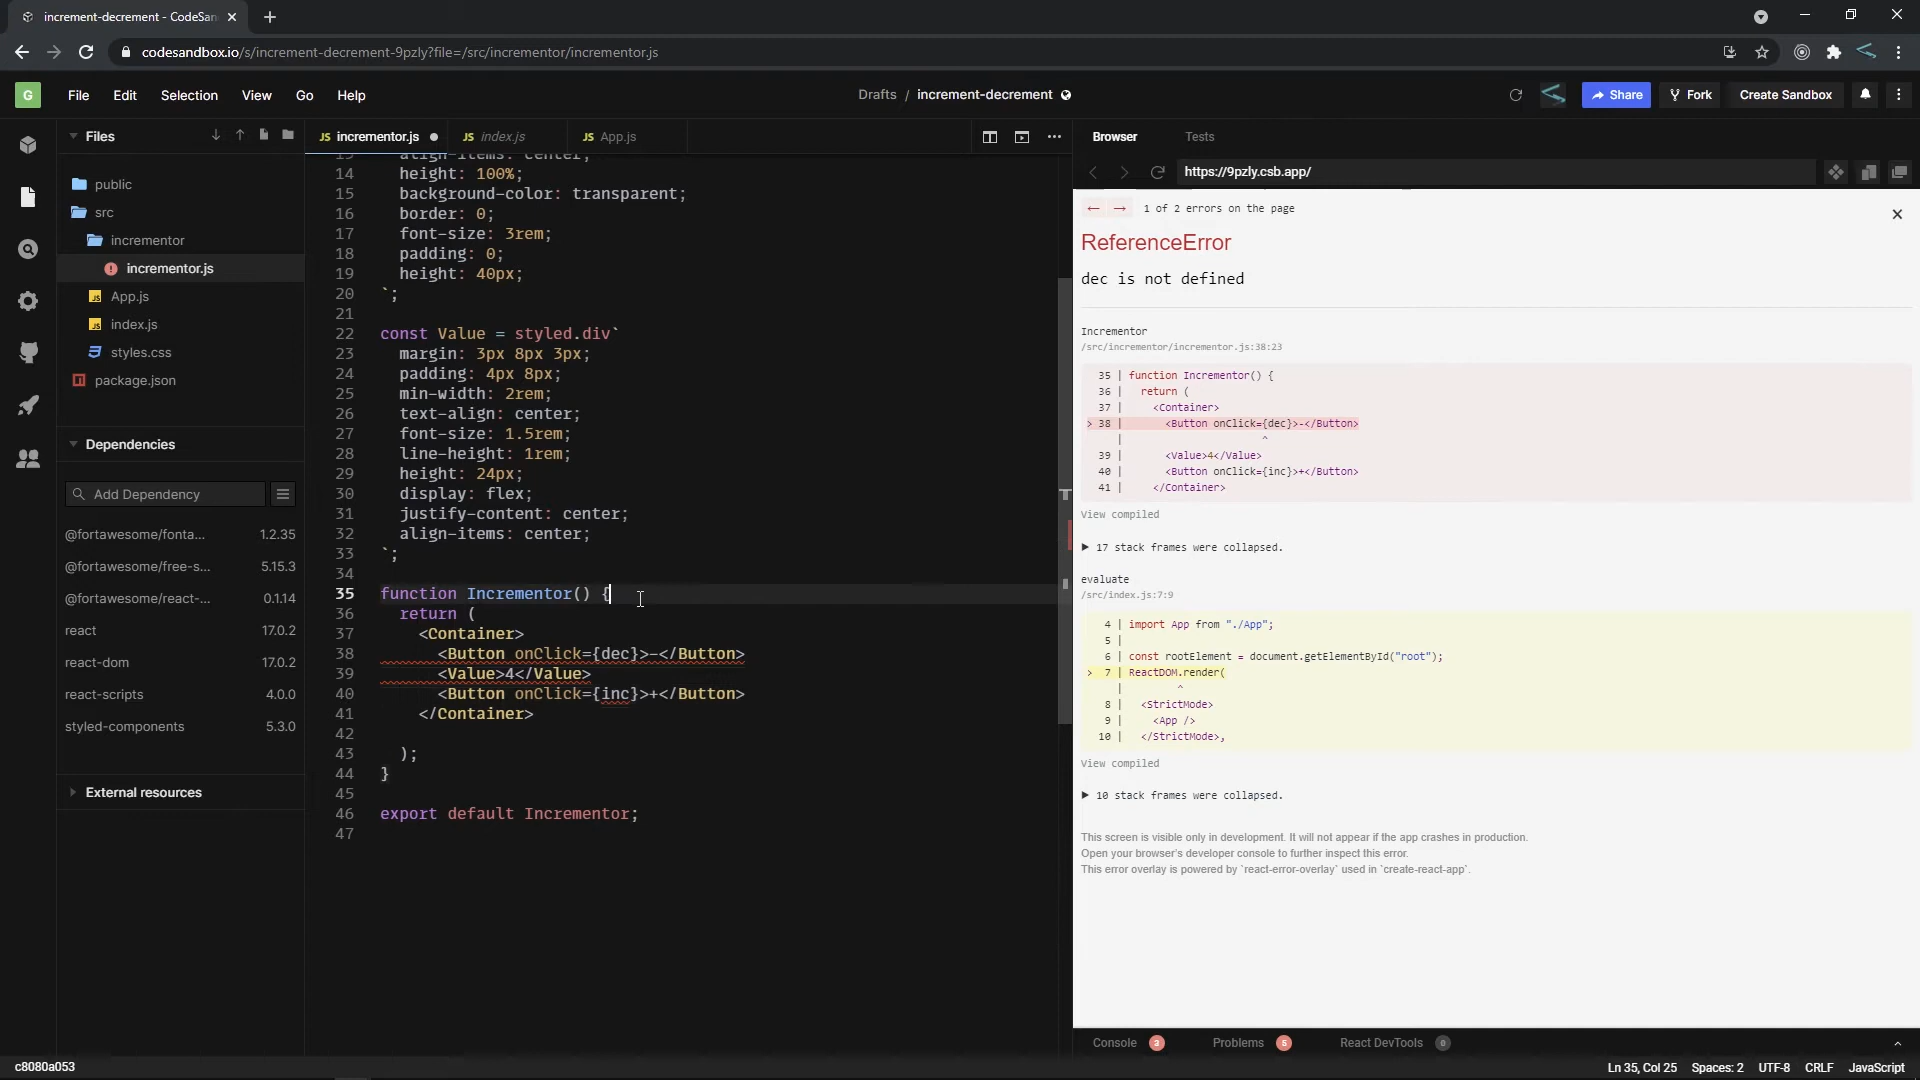 increment-decrement - CodeSan
codesandbox.io/s/increment-decrement-9pzly?file=/src/incrementor/incrementor.js
G
File Edit Selection View Go Help
Drafts / increment-decrement
Share
Fork
Create Sandbox
Files
public
src
incrementor
incrementor.js
App.js
index.js
styles.css
package.json
Dependencies
Add Dependency
@fortawesome/fonta... 1.2.35
@fortawesome/free-s... 5.15.3
@fortawesome/react-... 0.1.14
react 17.0.2
react-dom 17.0.2
react-scripts 4.0.0
styled-components 5.3.0
External resources
JS incrementor.js
JS index.js
JS App.js
13 align-items: center;
14 height: 100%;
15 background-color: transparent;
16 border: 0;
17 font-size: 3rem;
18 padding: 0;
19 height: 40px;
20 `;
21
22 const Value = styled.div`
23 margin: 3px 8px 3px;
24 padding: 4px 8px;
25 min-width: 2rem;
26 text-align: center;
27 font-size: 1.5rem;
28 line-height: 1rem;
29 height: 24px;
30 display: flex;
31 justify-content: center;
32 align-items: center;
33 `;
34
35 function Incrementor() {
36 return (
37 <Container>
38 <Button onClick={dec}>-</Button>
39 <Value>4</Value>
40 <Button onClick={inc}>+</Button>
41 </Container>
42
43 );
44 }
45
46 export default Incrementor;
47
Browser Tests
https://9pzly.csb.app/
← → 1 of 2 errors on the page
ReferenceError
dec is not defined
Incrementor
/src/incrementor/incrementor.js:38:23
35 | function Incrementor() {
36 | return (
37 | <Container>
> 38 | <Button onClick={dec}>-</Button>
| ^
39 | <Value>4</Value>
40 | <Button onClick={inc}>+</Button>
41 | </Container>
View compiled
▶ 17 stack frames were collapsed.
evaluate
/src/index.js:7:9
4 | import App from "./App";
5 |
6 | const rootElement = document.getElementById("root");
> 7 | ReactDOM.render(
| ^
8 | <StrictMode>
9 | <App />
10 | </StrictMode>,
View compiled
▶ 10 stack frames were collapsed.
This screen is visible only in development. It will not appear if the app crashes in production.
Open your browser's developer console to further inspect this error.
This error overlay is powered by `react-error-overlay` used in `create-react-app`.
Console 3 Problems 5 React DevTools 0
c8080a053
Ln 35, Col 25 Spaces: 2 UTF-8 CRLF JavaScript